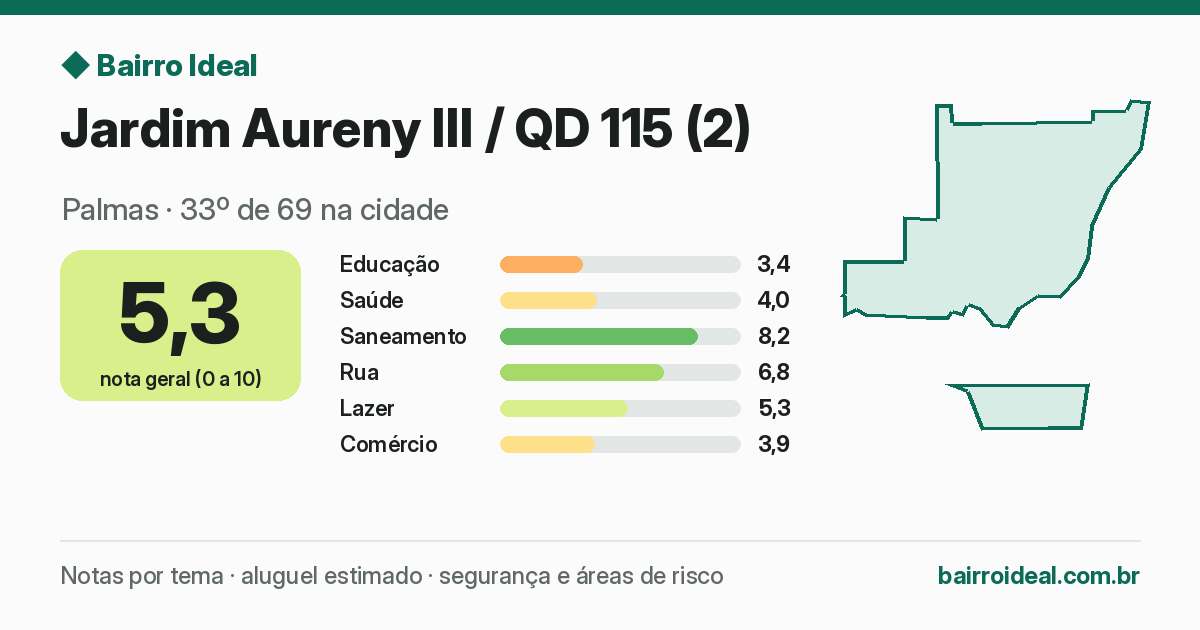 Bairro Ideal
Jardim Aureny III / QD 115 (2)
Palmas · 33º de 69 na cidade
5,3
nota geral (0 a 10)
Educação 3,4
Saúde 4,0
Saneamento 8,2
Rua 6,8
Lazer 5,3
Comércio 3,9
Notas por tema · aluguel estimado · segurança e áreas de risco
bairroideal.com.br